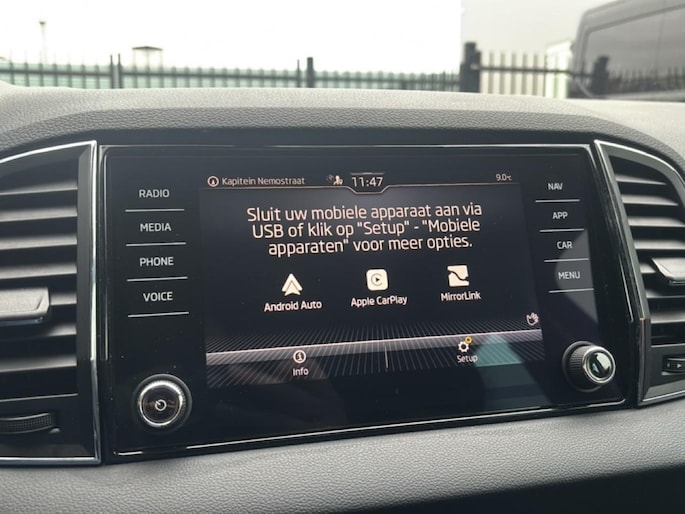 RADIO
MEDIA
PHONE
VOICE
Kapitein Nemostraat
11:47
9.0°C
Sluit uw mobiele apparaat aan via
USB of klik op "Setup" - "Mobiele
apparaten" voor meer opties.
Android Auto
Apple CarPlay
MirrorLink
Info
Setup
NAV
APP
CAR
MENU